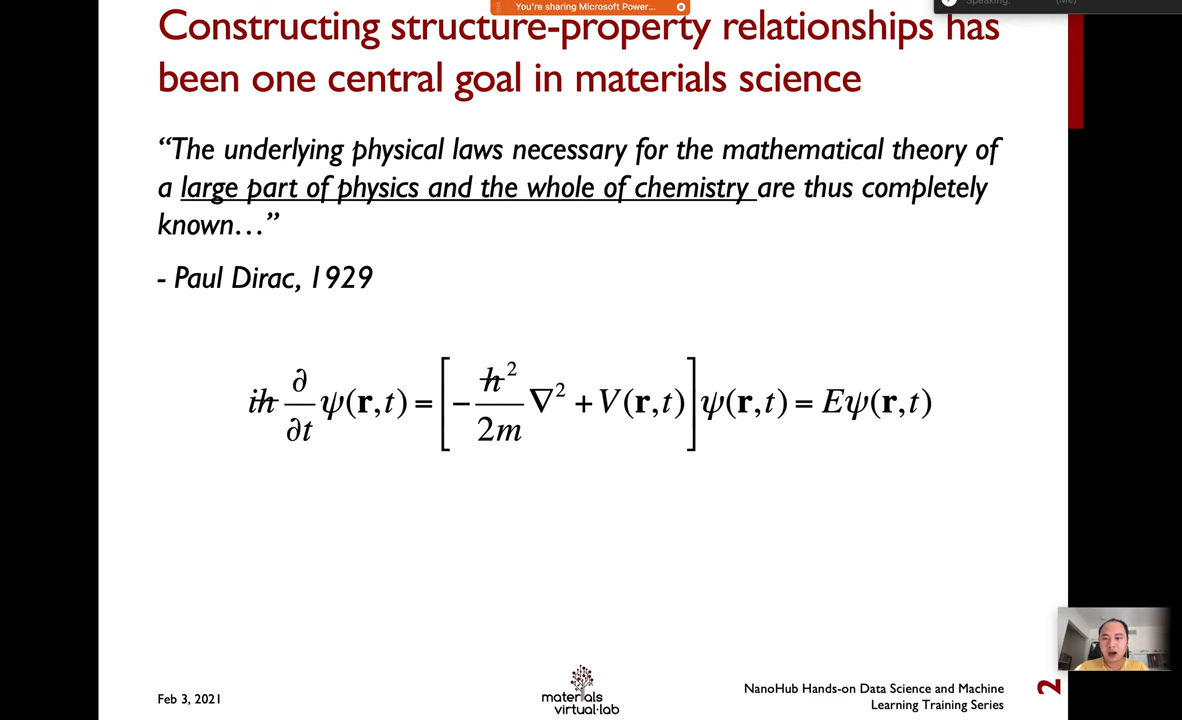 You're sharing Microsoft Power...
Speaking:
(Me)
Constructing structure-property relationships has
been one central goal in materials science
“The underlying physical laws necessary for the mathematical theory of
a large part of physics and the whole of chemistry are thus completely
known…”
- Paul Dirac, 1929
iħ ∂/∂t ψ(r,t) = [ − ħ²/2m ∇² + V(r,t) ] ψ(r,t) = Eψ(r,t)
Feb 3, 2021
materials
virtual·lab
NanoHub Hands-on Data Science and Machine
Learning Training Series
2